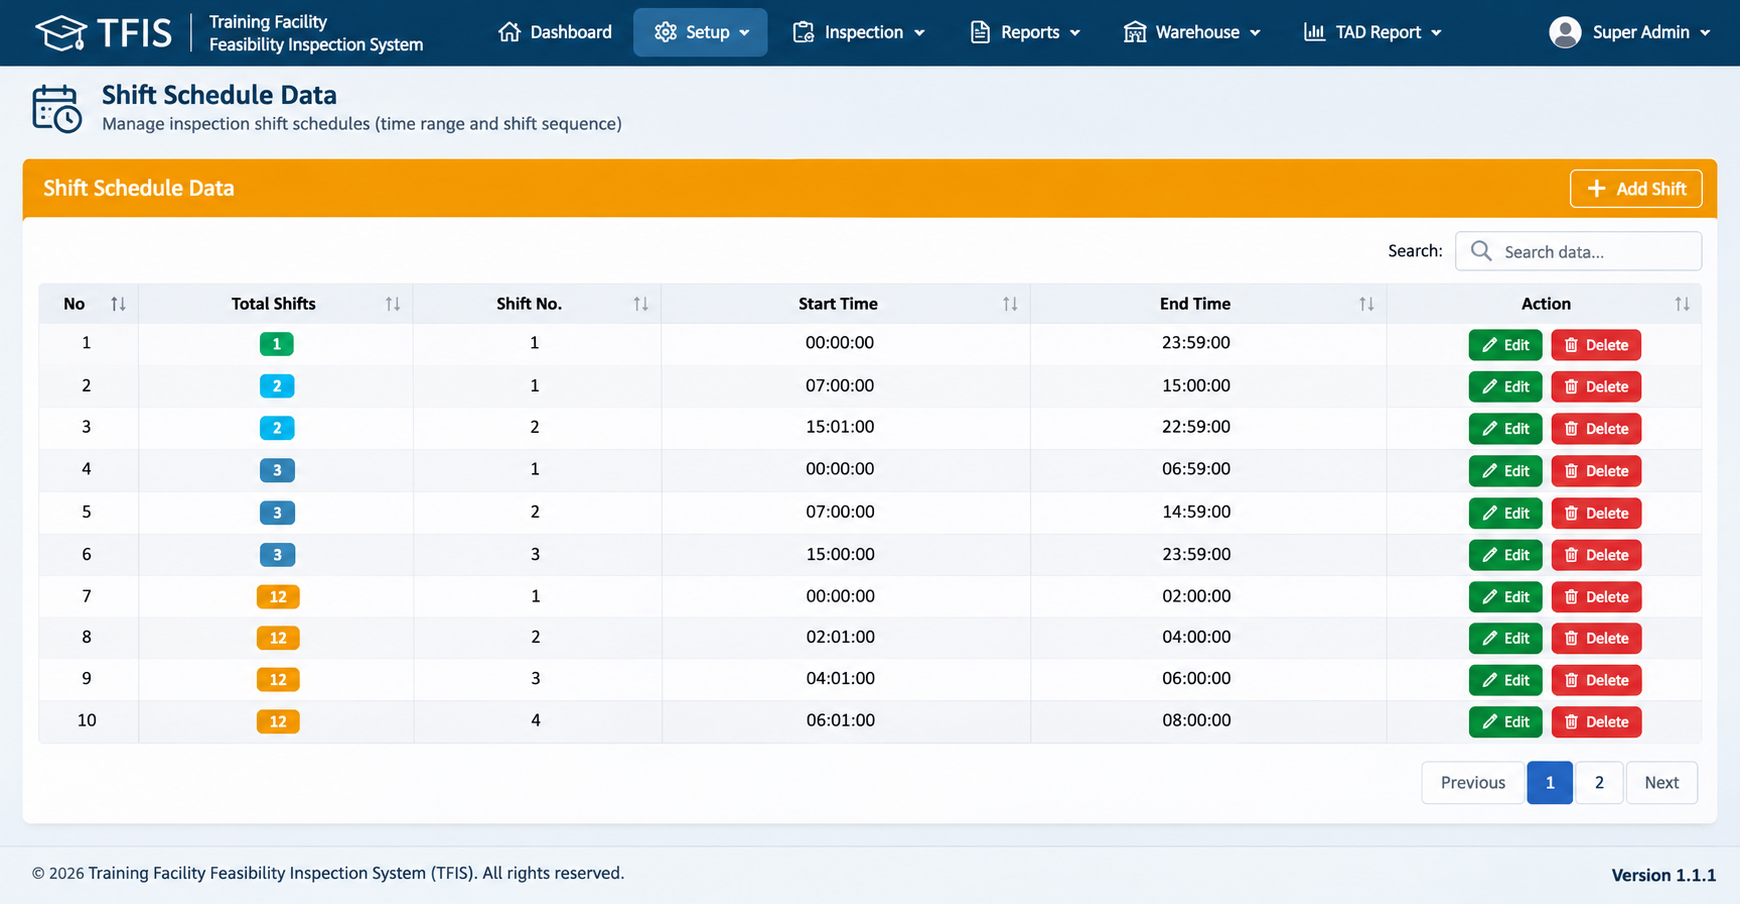 TFIS
Training Facility
Feasibility Inspection System
Dashboard
Setup
Inspection
Reports
Warehouse
TAD Report
Super Admin
Shift Schedule Data
Manage inspection shift schedules (time range and shift sequence)
Shift Schedule Data
+ Add Shift
Search: Search data...
No Total Shifts Shift No. Start Time End Time Action
1 1 1 00:00:00 23:59:00 Edit Delete
2 2 1 07:00:00 15:00:00 Edit Delete
3 2 2 15:01:00 22:59:00 Edit Delete
4 3 1 00:00:00 06:59:00 Edit Delete
5 3 2 07:00:00 14:59:00 Edit Delete
6 3 3 15:00:00 23:59:00 Edit Delete
7 12 1 00:00:00 02:00:00 Edit Delete
8 12 2 02:01:00 04:00:00 Edit Delete
9 12 3 04:01:00 06:00:00 Edit Delete
10 12 4 06:01:00 08:00:00 Edit Delete
Previous 1 2 Next
© 2026 Training Facility Feasibility Inspection System (TFIS). All rights reserved.
Version 1.1.1